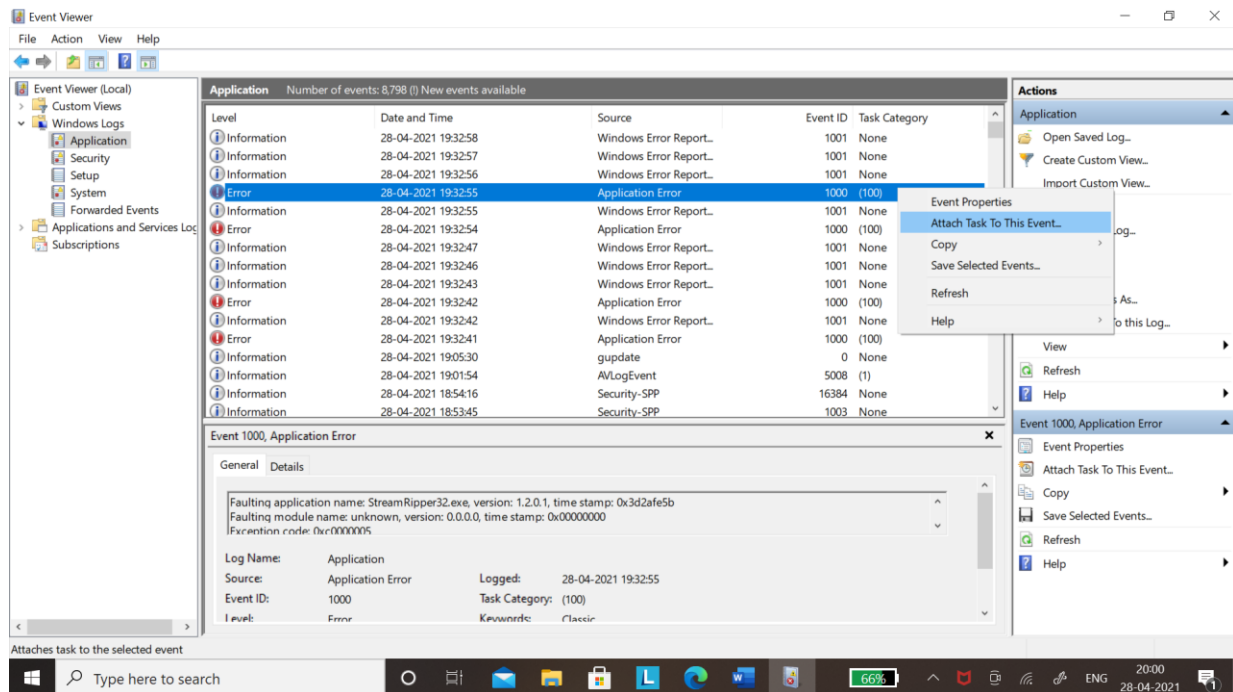 Event Viewer
File Action View Help
Event Viewer (Local)
Custom Views
Windows Logs
Application
Security
Setup
System
Forwarded Events
Applications and Services Log
Subscriptions
Application Number of events: 8,798 (!) New events available
Level Date and Time Source Event ID Task Category
Information 28-04-2021 19:32:58 Windows Error Report... 1001 None
Information 28-04-2021 19:32:57 Windows Error Report... 1001 None
Information 28-04-2021 19:32:56 Windows Error Report... 1001 None
Error 28-04-2021 19:32:55 Application Error 1000 (100)
Information 28-04-2021 19:32:55 Windows Error Report... 1001 None
Error 28-04-2021 19:32:54 Application Error 1000 (100)
Information 28-04-2021 19:32:47 Windows Error Report... 1001 None
Information 28-04-2021 19:32:46 Windows Error Report... 1001 None
Information 28-04-2021 19:32:43 Windows Error Report... 1001 None
Error 28-04-2021 19:32:42 Application Error 1000 (100)
Information 28-04-2021 19:32:42 Windows Error Report... 1001 None
Error 28-04-2021 19:32:41 Application Error 1000 (100)
Information 28-04-2021 19:05:30 gupdate 0 None
Information 28-04-2021 19:01:54 AVLogEvent 5008 (1)
Information 28-04-2021 18:54:16 Security-SPP 16384 None
Information 28-04-2021 18:53:45 Security-SPP 1003 None
Event Properties
Attach Task To This Event...
Copy
Save Selected Events...
Refresh
Help
Event 1000, Application Error
General Details
Faulting application name: StreamRipper32.exe, version: 1.2.0.1, time stamp: 0x3d2afe5b
Faulting module name: unknown, version: 0.0.0.0, time stamp: 0x00000000
Exception code: 0xc0000005
Log Name: Application
Source: Application Error Logged: 28-04-2021 19:32:55
Event ID: 1000 Task Category: (100)
Level: Error Keywords: Classic
Actions
Application
Open Saved Log...
Create Custom View...
Import Custom View...
og...
s As...
o this Log...
View
Refresh
Help
Event 1000, Application Error
Event Properties
Attach Task To This Event...
Copy
Save Selected Events...
Refresh
Help
Attaches task to the selected event
Type here to search
L
W
66%
ENG
20:00
28-04-2021
1